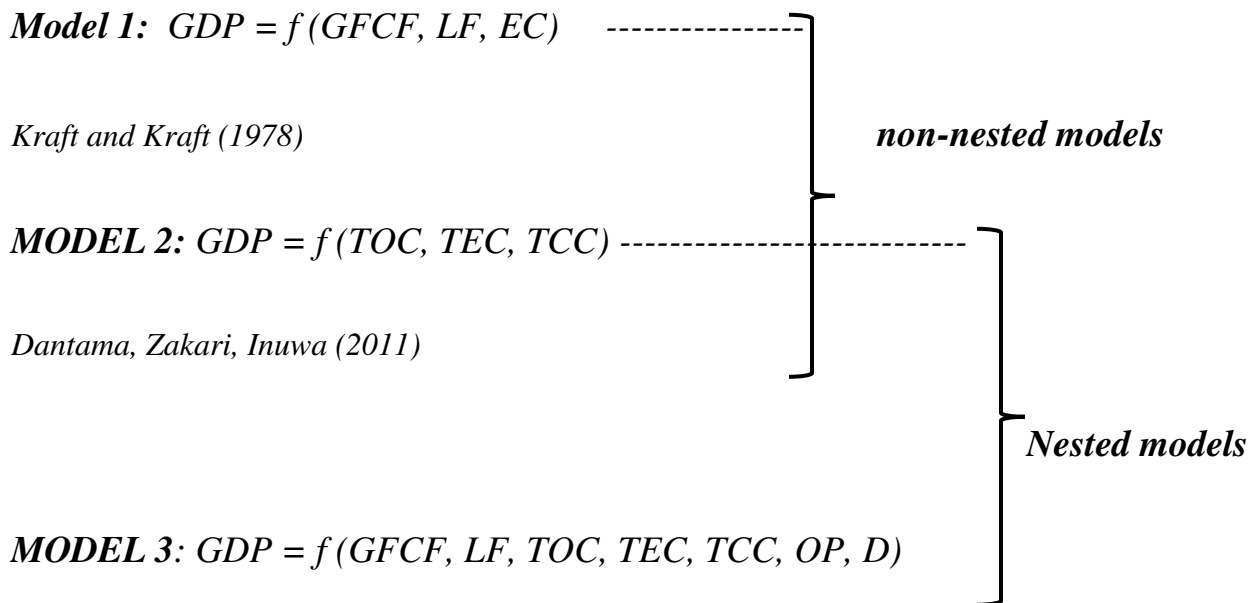 Model 1: GDP = f (GFCF, LF, EC) ----------------
Kraft and Kraft (1978)
non-nested models
MODEL 2: GDP = f (TOC, TEC, TCC) ----------------------------
Dantama, Zakari, Inuwa (2011)
Nested models
MODEL 3: GDP = f (GFCF, LF, TOC, TEC, TCC, OP, D)